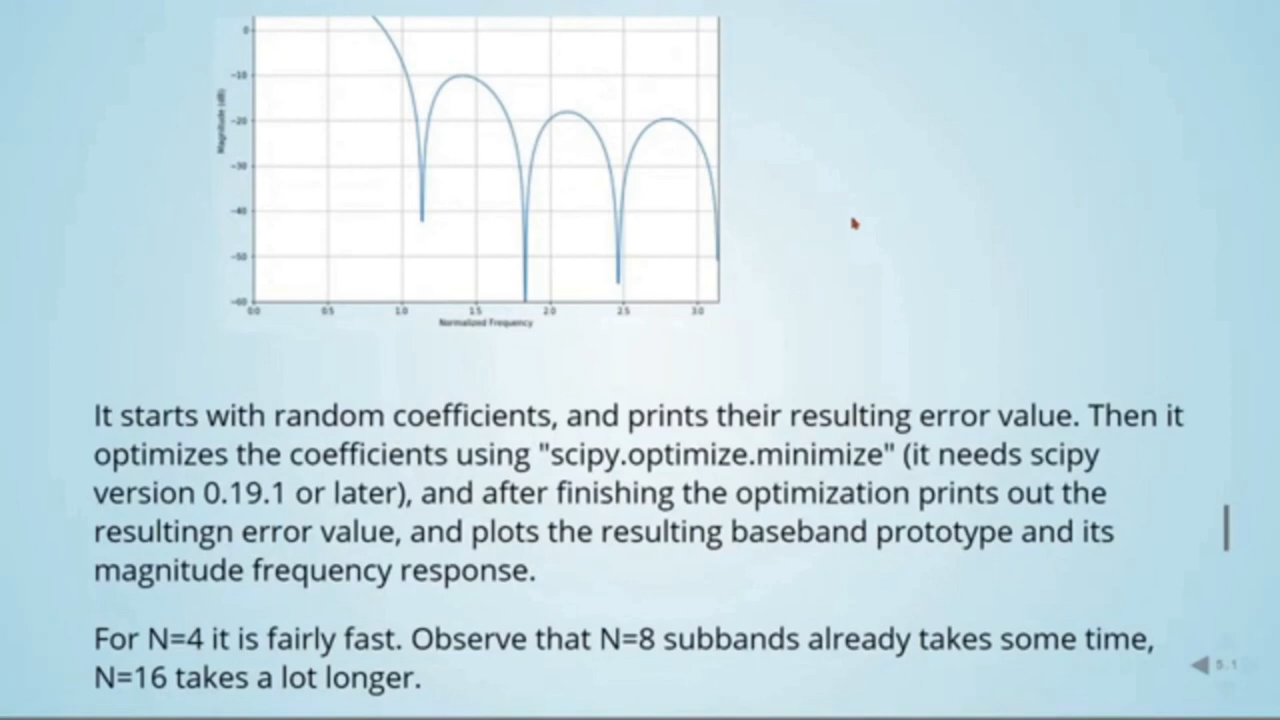 0
-10
-20
-30
-40
-50
-60
Magnitude (dB)
0.0 0.5 1.0 1.5 2.0 2.5 3.0
Normalized Frequency
It starts with random coefficients, and prints their resulting error value. Then it
optimizes the coefficients using "scipy.optimize.minimize" (it needs scipy
version 0.19.1 or later), and after finishing the optimization prints out the
resultingn error value, and plots the resulting baseband prototype and its
magnitude frequency response.
For N=4 it is fairly fast. Observe that N=8 subbands already takes some time,
N=16 takes a lot longer.
5.1